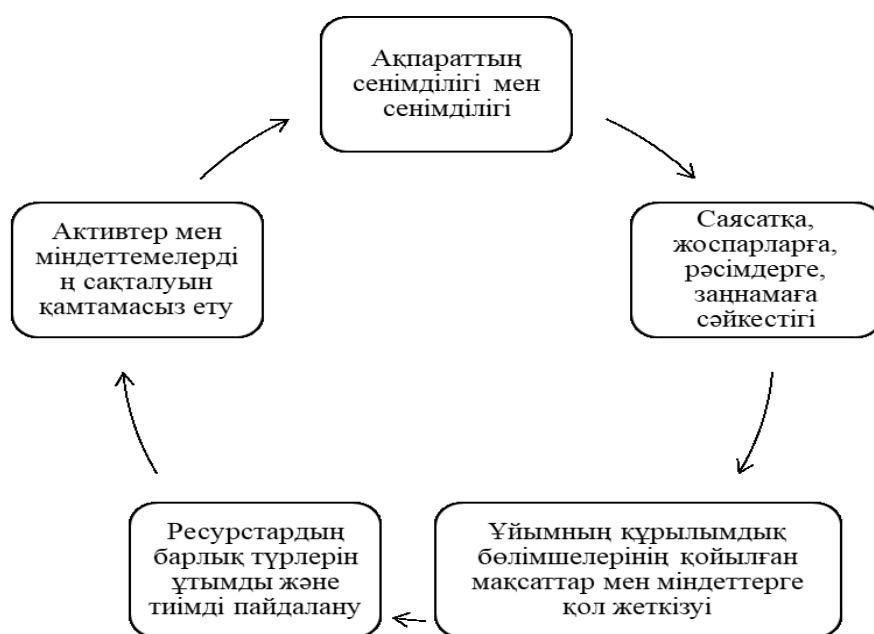 Ақпараттың
сенімділігі мен
сенімділігі
Саясатқа,
жоспарларға,
рәсімдерге,
заңнамаға
сәйкестігі
Ұйымның құрылымдық
бөлімшелерінің қойылған
мақсаттар мен міндеттерге
қол жеткізуі
Ресурстардың
барлық түрлерін
ұтымды және
тиімді пайдалану
Активтер мен
міндеттемелерді
ң сақталуын
қамтамасыз ету